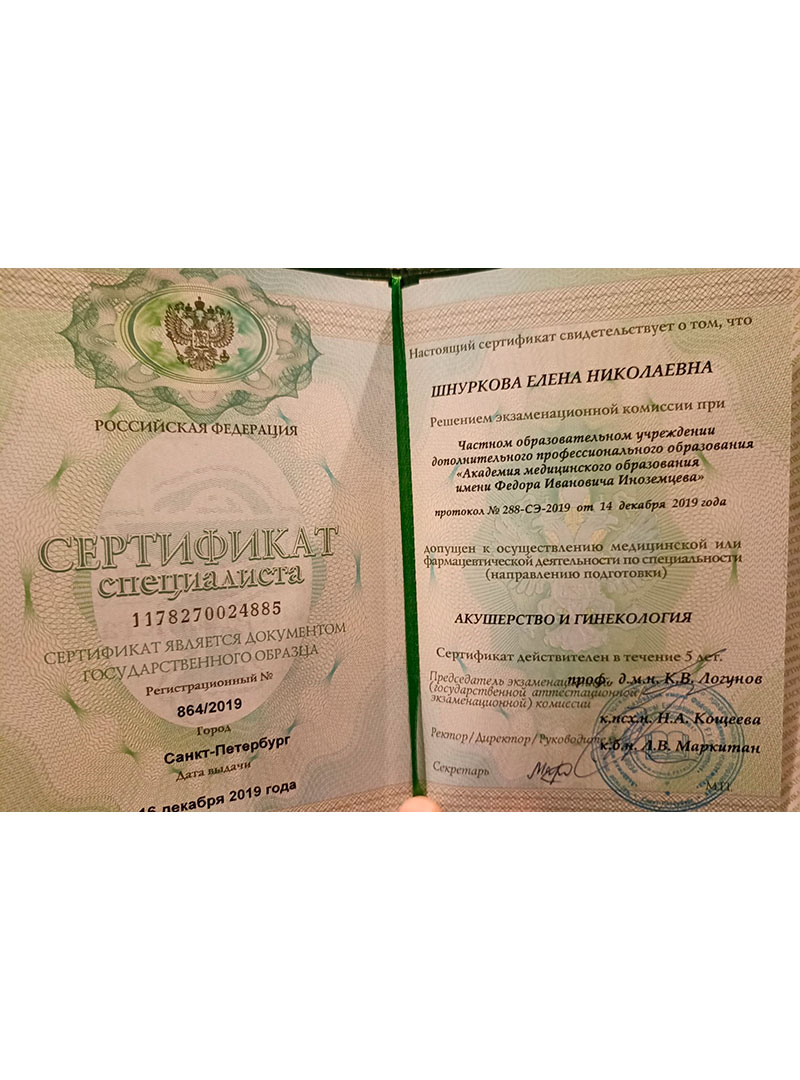 РОССИЙСКАЯ ФЕДЕРАЦИЯ
СЕРТИФИКАТ
специалиста
1178270024885
СЕРТИФИКАТ ЯВЛЯЕТСЯ ДОКУМЕНТОМ
ГОСУДАРСТВЕННОГО ОБРАЗЦА
Регистрационный №
864/2019
Город
Санкт-Петербург
Дата выдачи
16 декабря 2019 года
Настоящий сертификат свидетельствует о том, что
ШНУРКОВА ЕЛЕНА НИКОЛАЕВНА
Решением экзаменационной комиссии при
Частном образовательном учреждении
дополнительного профессионального образования
«Академия медицинского образования
имени Федора Ивановича Иноземцева»
протокол № 288-СЭ-2019 от 14 декабря 2019 года
допущен к осуществлению медицинской или
фармацевтической деятельности по специальности
(направлению подготовки)
АКУШЕРСТВО И ГИНЕКОЛОГИЯ
Сертификат действителен в течение 5 лет.
Председатель проф., д.м.н. К.В. Логунов
(государственной аттестационной,
экзаменационной) комиссии
к.псх.н. Н.А. Кощеева
Ректор/Директор/Руководитель
к.б.н. Л.В. Маркитан
Секретарь
М.П.